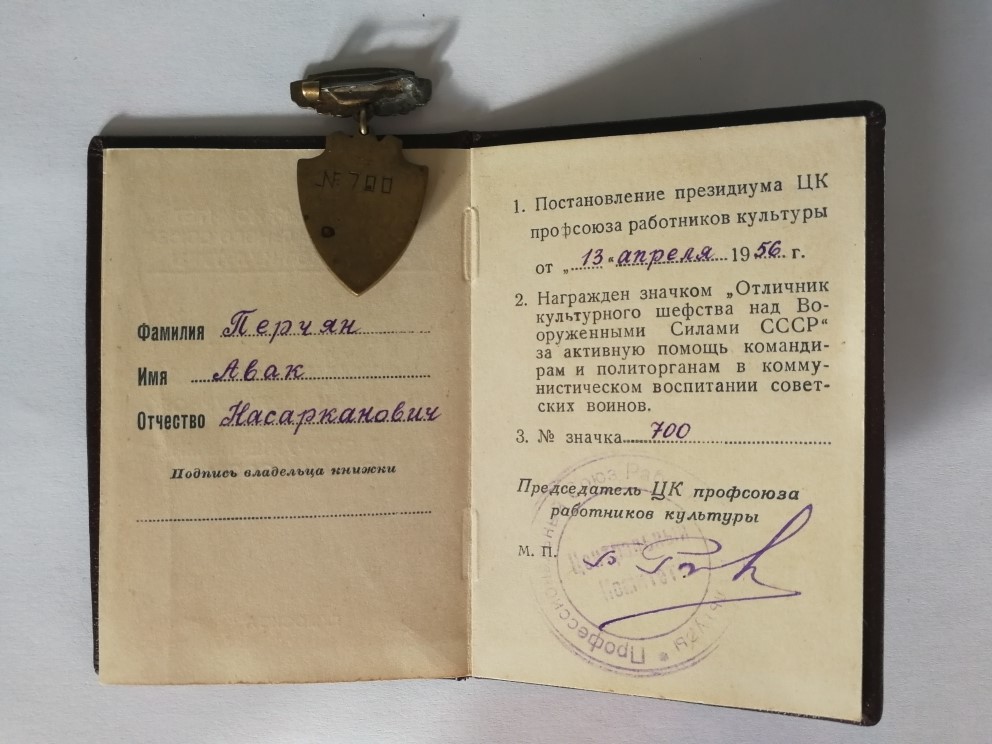 № 700
Фамилия Перчян
Имя Авак
Отчество Насарканович
Подпись владельца книжки
1. Постановление президиума ЦК
профсоюза работников культуры
от „13“ апреля 1956 г.
2. Награжден значком „Отличник
культурного шефства над Во-
оруженными Силами СССР“
за активную помощь команди-
рам и политорганам в комму-
нистическом воспитании совет-
ских воинов.
3. № значка 700
Председатель ЦК профсоюза
работников культуры
М. П.
Центральный
Комитет